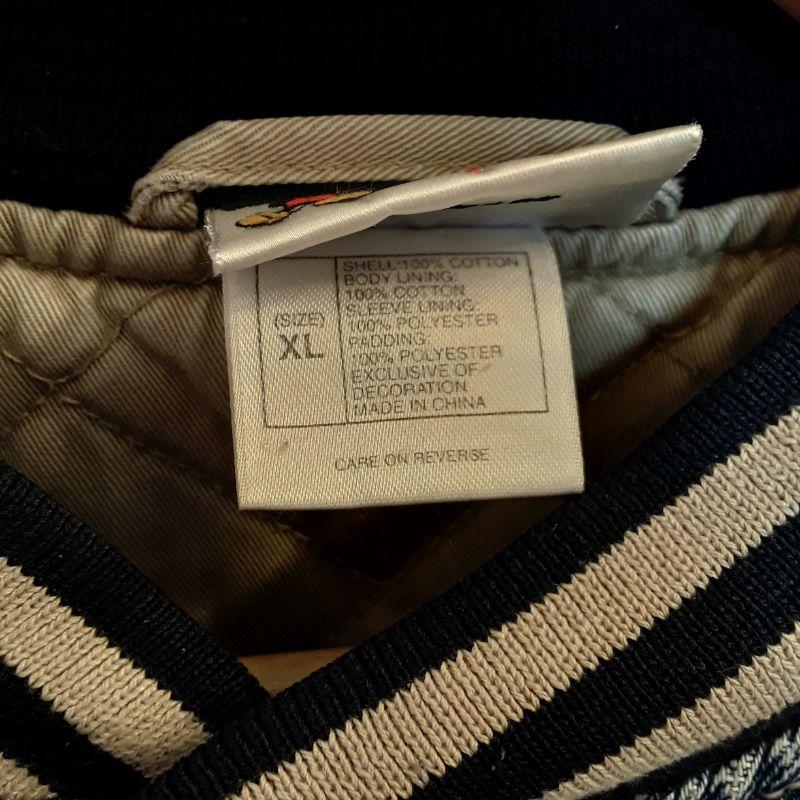 SHELL:100% COTTON
BODY LINING:
100% COTTON
SLEEVE LINING:
100% POLYESTER
PADDING:
100% POLYESTER
EXCLUSIVE OF
DECORATION
MADE IN CHINA
(SIZE)
XL
CARE ON REVERSE